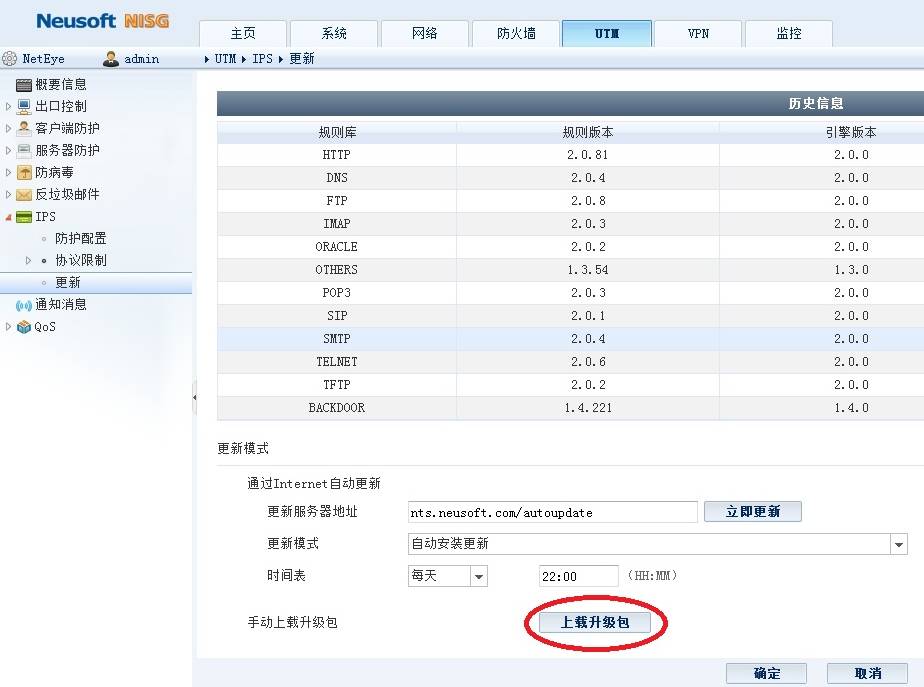 Neusoft NISG
主页 系统 网络 防火墙 UTM VPN 监控
NetEye admin UTM IPS 更新
概要信息
出口控制
客户端防护
服务器防护
防病毒
反垃圾邮件
IPS
防护配置
协议限制
更新
通知消息
QoS
历史信息
规则库 规则版本 引擎版本
HTTP 2.0.81 2.0.0
DNS 2.0.4 2.0.0
FTP 2.0.8 2.0.0
IMAP 2.0.3 2.0.0
ORACLE 2.0.2 2.0.0
OTHERS 1.3.54 1.3.0
POP3 2.0.3 2.0.0
SIP 2.0.1 2.0.0
SMTP 2.0.4 2.0.0
TELNET 2.0.6 2.0.0
TFTP 2.0.2 2.0.0
BACKDOOR 1.4.221 1.4.0
更新模式
通过Internet自动更新
更新服务器地址 nts.neusoft.com/autoupdate 立即更新
更新模式 自动安装更新
时间表 每天 22:00 (HH:MM)
手动上载升级包 上载升级包
确定 取消